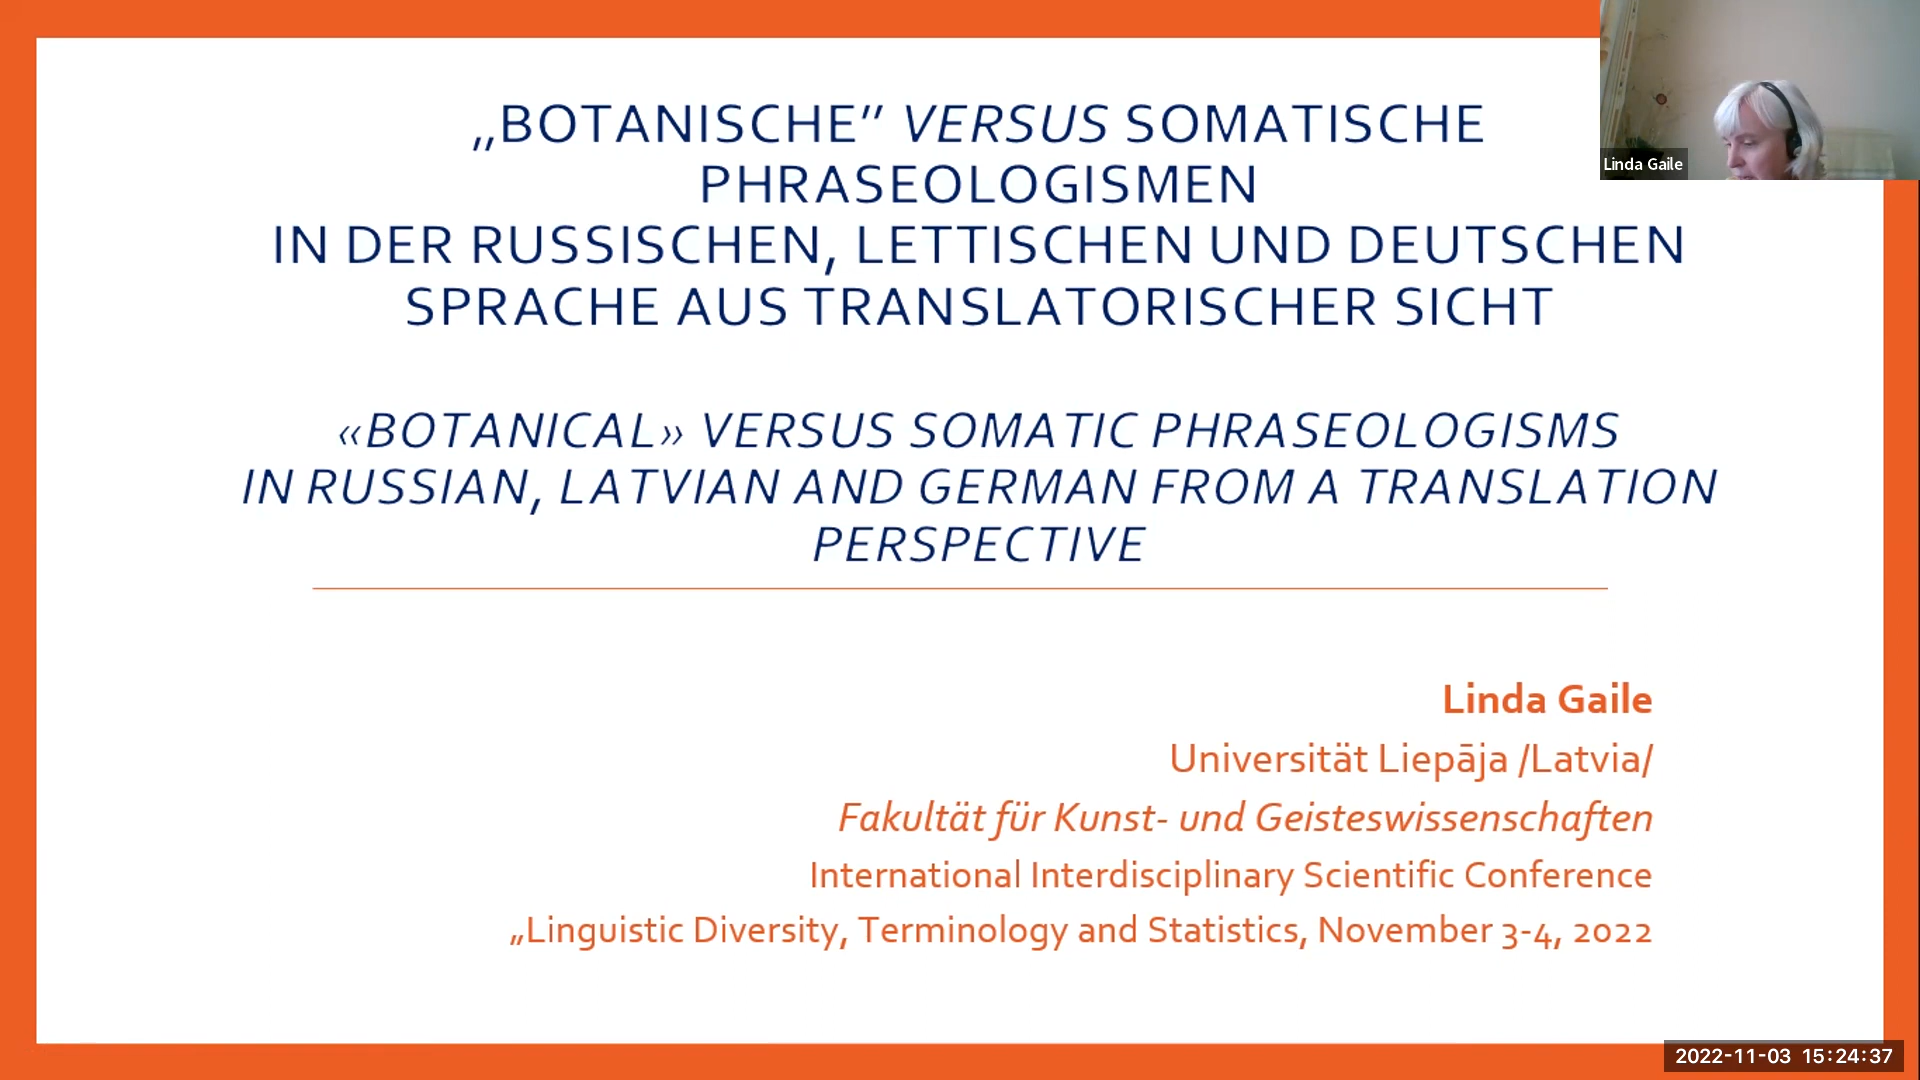 „BOTANISCHE” VERSUS SOMATISCHE
PHRASEOLOGISMEN
IN DER RUSSISCHEN, LETTISCHEN UND DEUTSCHEN
SPRACHE AUS TRANSLATORISCHER SICHT
«BOTANICAL» VERSUS SOMATIC PHRASEOLOGISMS
IN RUSSIAN, LATVIAN AND GERMAN FROM A TRANSLATION
PERSPECTIVE
Linda Gaile
Linda Gaile
Universität Liepāja /Latvia/
Fakultät für Kunst- und Geisteswissenschaften
International Interdisciplinary Scientific Conference
„Linguistic Diversity, Terminology and Statistics, November 3-4, 2022
2022-11-03 15:24:37